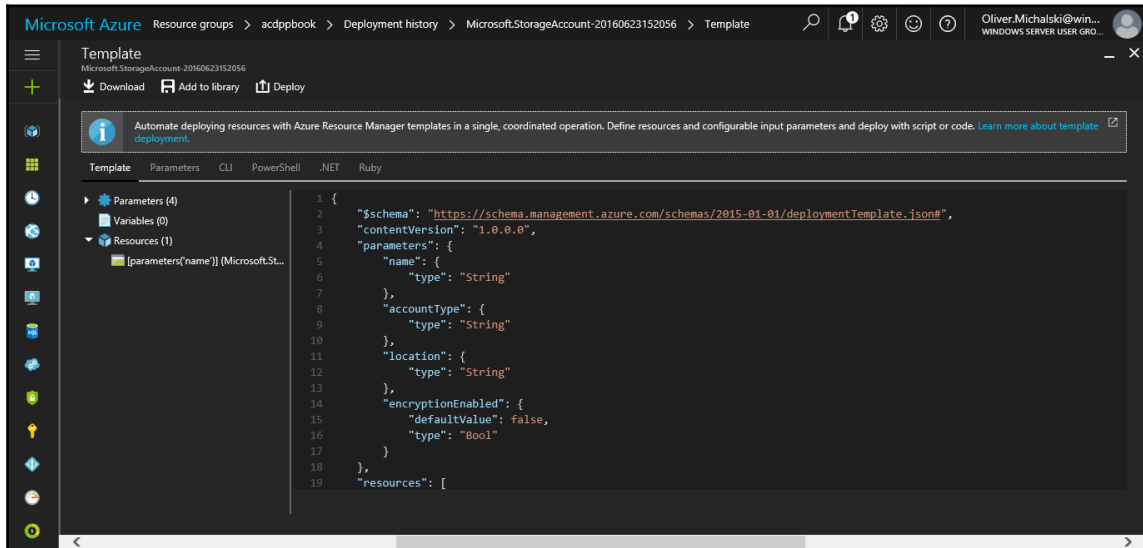 Microsoft Azure Resource groups > acdppbook > Deployment history > Microsoft.StorageAccount-20160623152056 > Template
Oliver.Michalski@win...
WINDOWS SERVER USER GRO...
Template
Microsoft.StorageAccount-20160623152056
Download Add to library Deploy
Automate deploying resources with Azure Resource Manager templates in a single, coordinated operation. Define resources and configurable input parameters and deploy with script or code. Learn more about template
deployment.
Template Parameters CLI PowerShell .NET Ruby
Parameters (4)
Variables (0)
Resources (1)
[parameters('name')] (Microsoft.St...
1 {
2 "$schema": "https://schema.management.azure.com/schemas/2015-01-01/deploymentTemplate.json#",
3 "contentVersion": "1.0.0.0",
4 "parameters": {
5 "name": {
6 "type": "String"
7 },
8 "accountType": {
9 "type": "String"
10 },
11 "location": {
12 "type": "String"
13 },
14 "encryptionEnabled": {
15 "defaultValue": false,
16 "type": "Bool"
17 }
18 },
19 "resources": [